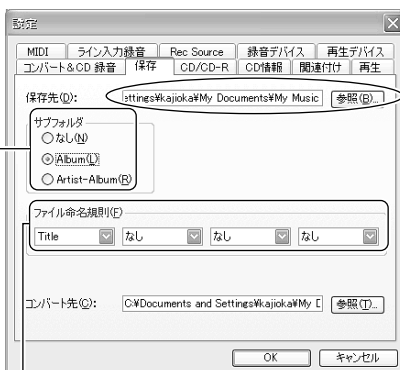 設定
MIDI ライン入力録音 Rec Source 録音デバイス 再生デバイス
コンバート&CD 録音 保存 CD/CD-R CD情報 関連付け 再生
保存先(D): ettings¥kajioka¥My Documents¥My Music 参照(B)...
サブフォルダ
なし(N)
Album(L)
Artist-Album(R)
ファイル命名規則(F)
Title なし なし なし
コンバート先(C): C:¥Documents and Settings¥kajioka¥My D 参照(T)...
OK キャンセル